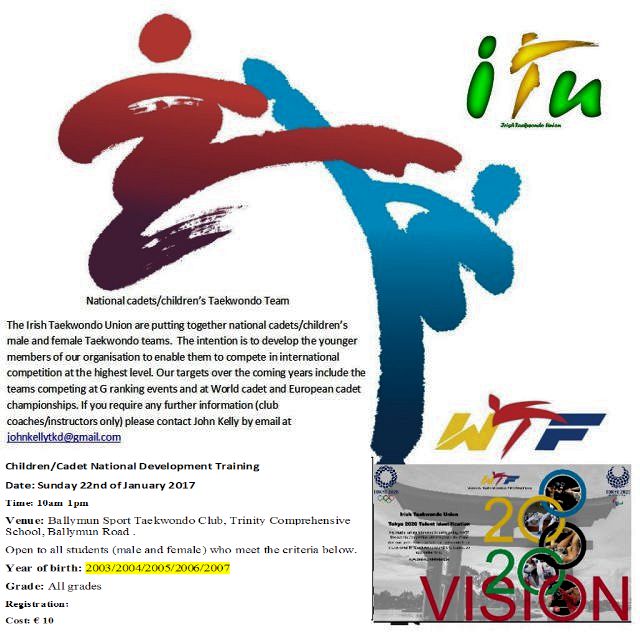 iTu
Irish Taekwondo Union
National cadets/children's Taekwondo Team
The Irish Taekwondo Union are putting together national cadets/children's
male and female Taekwondo teams.  The intention is to develop the younger
members of our organisation to enable them to compete in international
competition at the highest level. Our targets over the coming years include the
teams competing at G ranking events and at World cadet and European cadet
championships. If you require any further information (club
coaches/instructors only) please contact John Kelly by email at
johnkellytkd@gmail.com
WTF
Children/Cadet National Development Training
Date: Sunday 22nd of January 2017
Time: 10am-1pm
Venue: Ballymun Sport Taekwondo Club, Trinity Comprehensive
School, Ballymun Road .
Open to all students (male and female) who meet the criteria below.
Year of birth: 2003/2004/2005/2006/2007
Grade: All grades
Registration:
Cost: € 10
TOKYO 2020
WTF
TOKYO 2020
Irish Taekwondo Union
Tokyo 2020 Talent Identification
2020
VISION